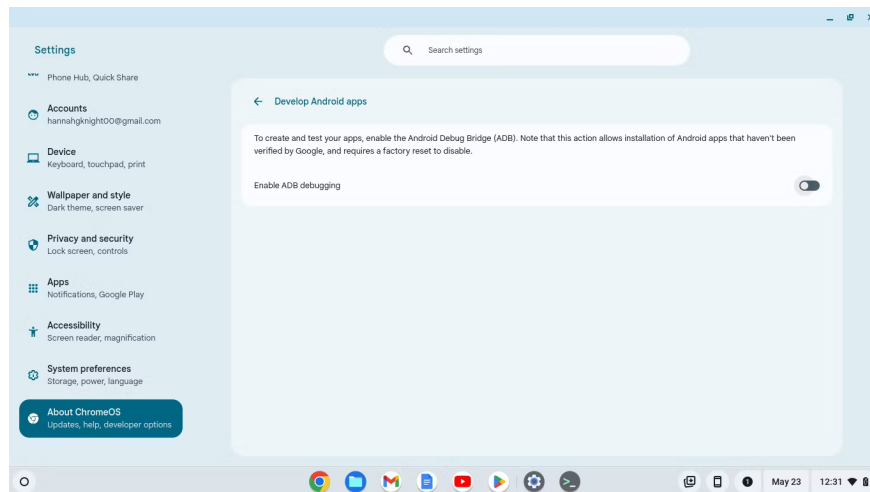 Settings
Search settings
Phone Hub, Quick Share
Accounts
hannahgknight00@gmail.com
Device
Keyboard, touchpad, print
Wallpaper and style
Dark theme, screen saver
Privacy and security
Lock screen, controls
Apps
Notifications, Google Play
Accessibility
Screen reader, magnification
System preferences
Storage, power, language
About ChromeOS
Updates, help, developer options
Develop Android apps
To create and test your apps, enable the Android Debug Bridge (ADB). Note that this action allows installation of Android apps that haven't been
verified by Google, and requires a factory reset to disable.
Enable ADB debugging
1
May 23
12:31